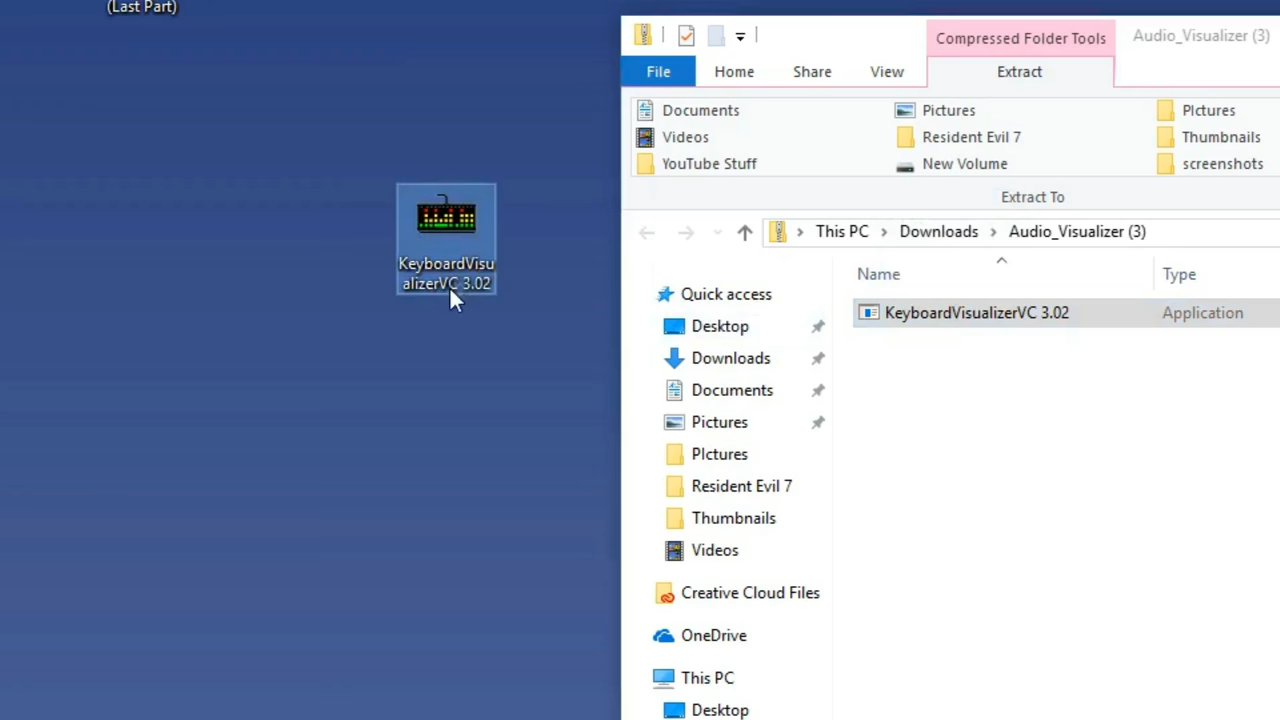 (Last Part)
KeyboardVisu
alizerVC 3.02
Compressed Folder Tools
Audio_Visualizer (3)
File
Home
Share
View
Extract
Documents
Pictures
PIctures
Videos
Resident Evil 7
Thumbnails
YouTube Stuff
New Volume
screenshots
Extract To
This PC
Downloads
Audio_Visualizer (3)
Name
Type
KeyboardVisualizerVC 3.02
Application
Quick access
Desktop
Downloads
Documents
Pictures
PIctures
Resident Evil 7
Thumbnails
Videos
Creative Cloud Files
OneDrive
This PC
Desktop